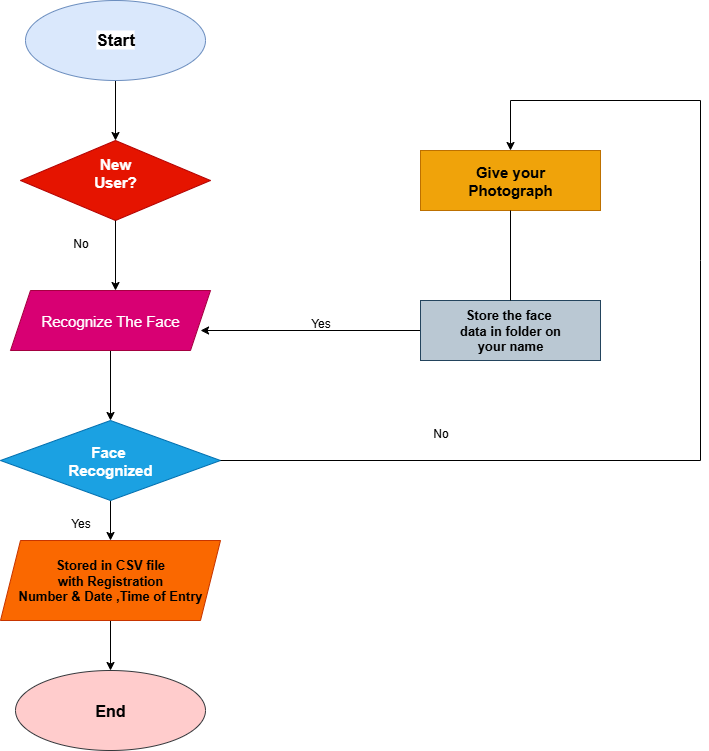 Start
New
User?
No
Give your
Photograph
Recognize The Face
Yes
Store the face
data in folder on
your name
Face
Recognized
No
Yes
Stored in CSV file
with Registration
Number & Date ,Time of Entry
End